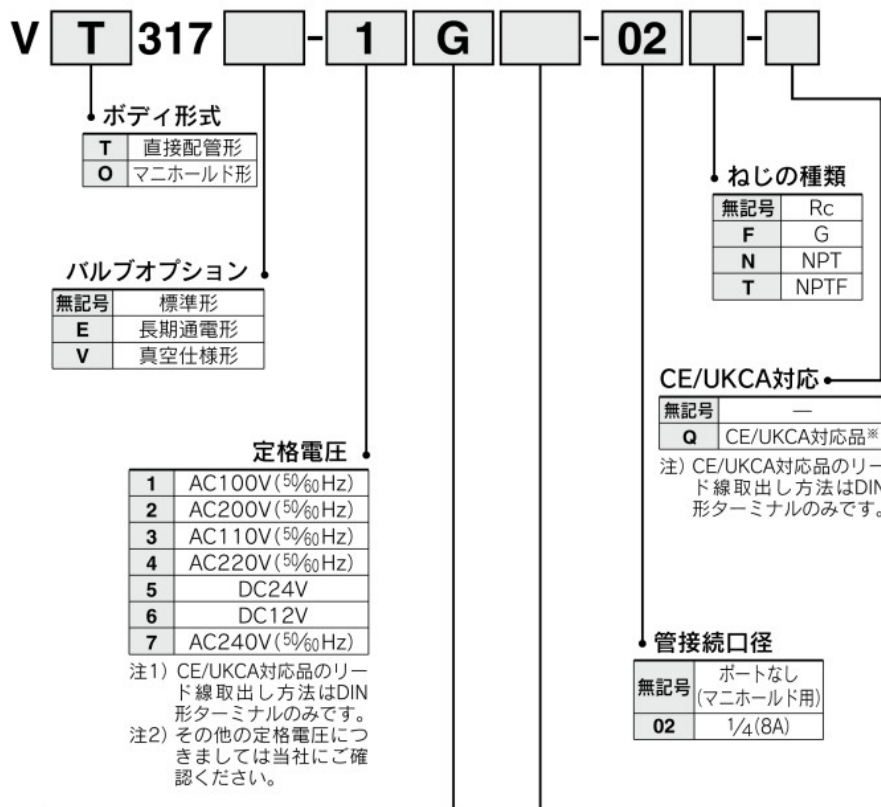 V T 317 - 1 G - 02 -
ボディ形式
T 直接配管形
O マニホールド形
バルブオプション
無記号 標準形
E 長期通電形
V 真空仕様形
定格電圧
1 AC100V(50/60Hz)
2 AC200V(50/60Hz)
3 AC110V(50/60Hz)
4 AC220V(50/60Hz)
5 DC24V
6 DC12V
7 AC240V(50/60Hz)
注1) CE/UKCA対応品のリー
ド線取出し方法はDIN
形ターミナルのみです。
注2) その他の定格電圧につ
きましては当社にご確
認ください。
ねじの種類
無記号 Rc
F G
N NPT
T NPTF
CE/UKCA対応
無記号 —
Q CE/UKCA対応品※
注) CE/UKCA対応品のリー
ド線取出し方法はDIN
形ターミナルのみです。
管接続口径
無記号 ポートなし
(マニホールド用)
02 1/4(8A)